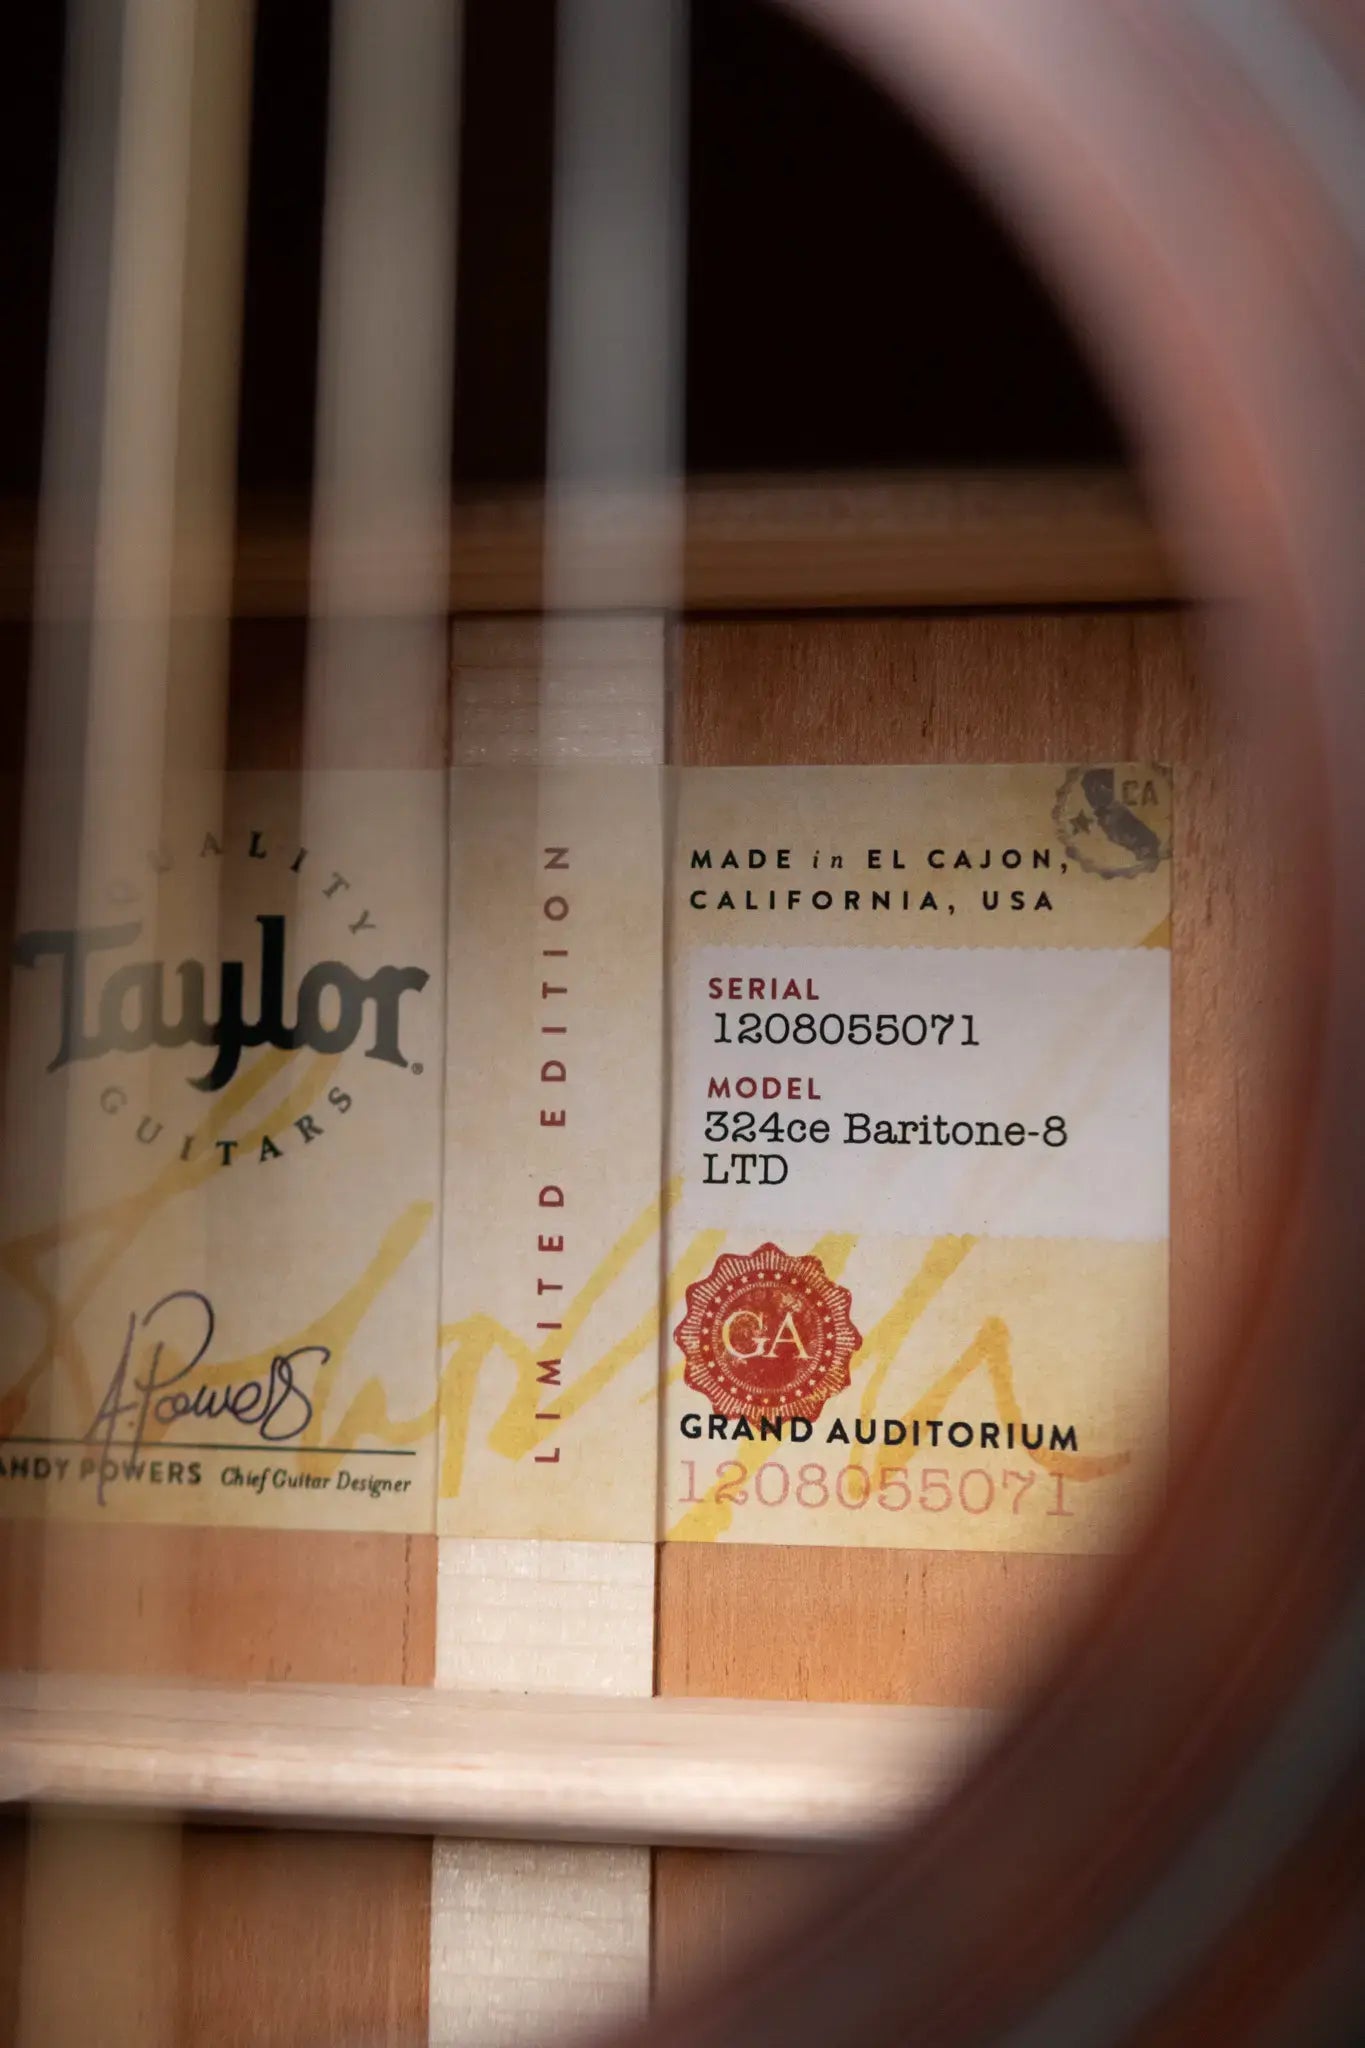 QUALITY
Taylor®
GUITARS
A. Powers
ANDY POWERS Chief Guitar Designer
LIMITED EDITION
CA
MADE in EL CAJON,
CALIFORNIA, USA
SERIAL
1208055071
MODEL
324ce Baritone-8
LTD
GA
GRAND AUDITORIUM
1208055071